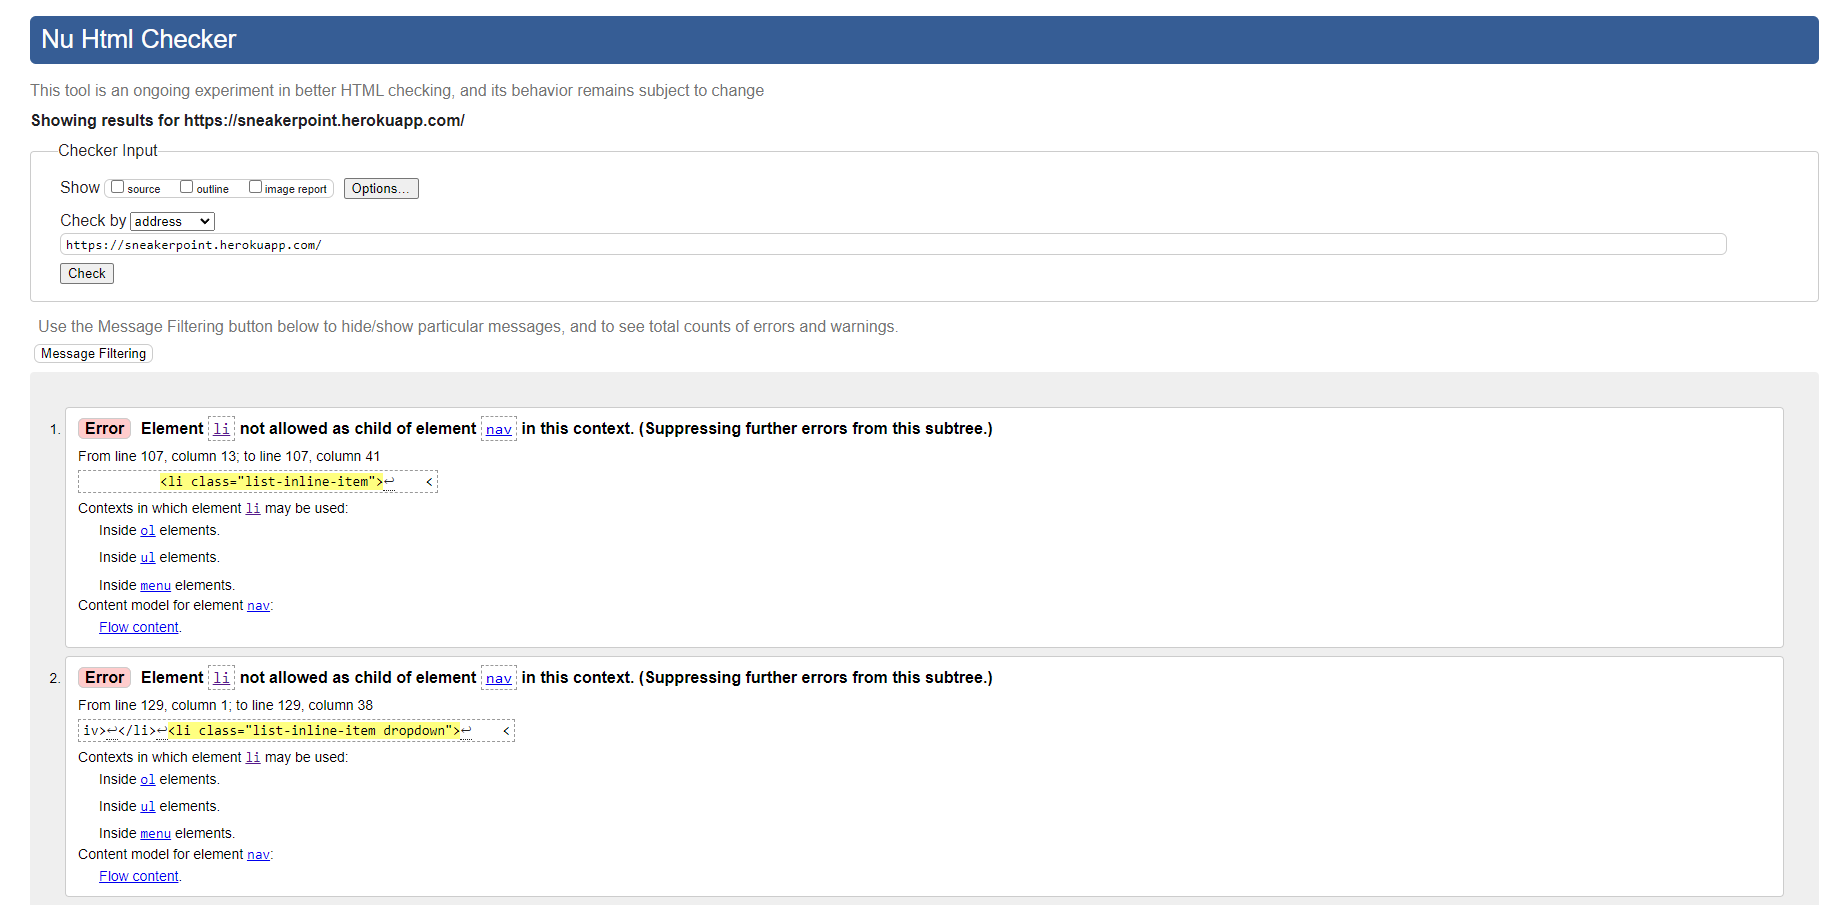 Nu Html Checker
This tool is an ongoing experiment in better HTML checking, and its behavior remains subject to change
Showing results for https://sneakerpoint.herokuapp.com/
Checker Input
Show source outline image report Options...
Check by address
https://sneakerpoint.herokuapp.com/
Check
Use the Message Filtering button below to hide/show particular messages, and to see total counts of errors and warnings.
Message Filtering
1. Error Element li not allowed as child of element nav in this context. (Suppressing further errors from this subtree.)
From line 107, column 13; to line 107, column 41
<li class="list-inline-item">↩ <
Contexts in which element li may be used:
Inside ol elements.
Inside ul elements.
Inside menu elements.
Content model for element nav:
Flow content.
2. Error Element li not allowed as child of element nav in this context. (Suppressing further errors from this subtree.)
From line 129, column 1; to line 129, column 38
iv>↩</li>↩<li class="list-inline-item dropdown">↩ <
Contexts in which element li may be used:
Inside ol elements.
Inside ul elements.
Inside menu elements.
Content model for element nav:
Flow content.